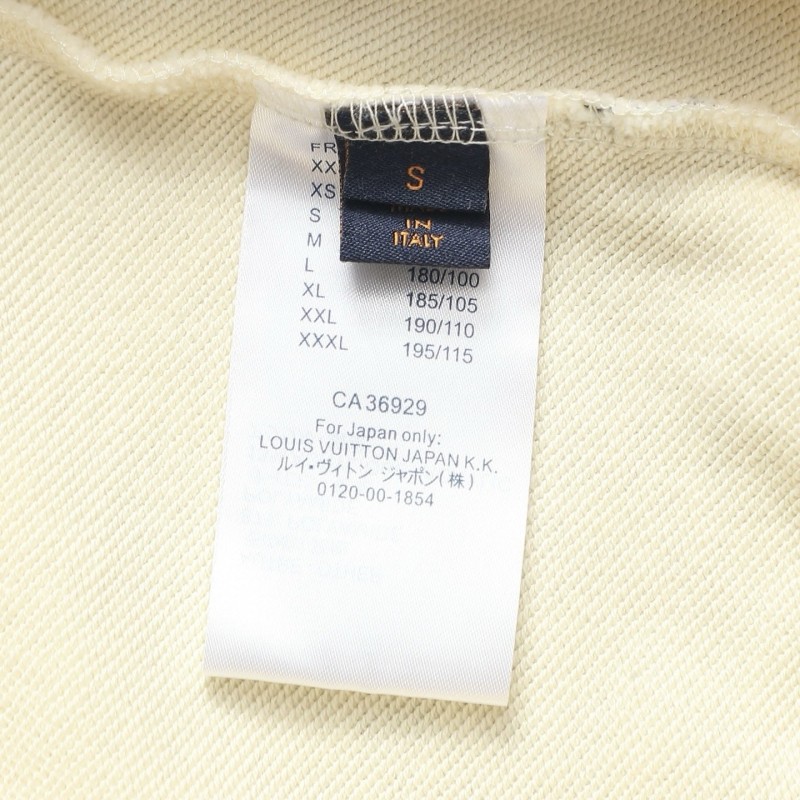 FR
XX
XS
S
M
L 180/100
XL 185/105
XXL 190/110
XXXL 195/115
S
IN
ITALY
CA36929
For Japan only:
LOUIS VUITTON JAPAN K.K.
ルイ・ヴィトン ジャポン(株)
0120-00-1854